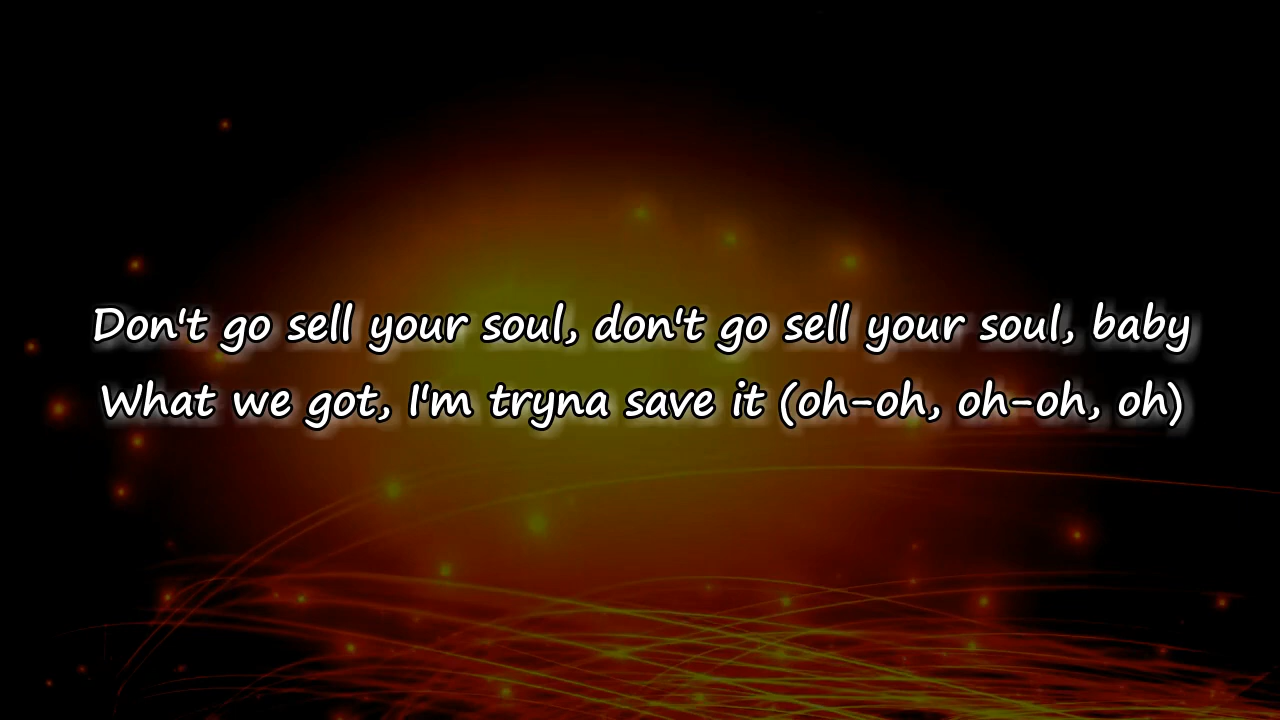 Don't go sell your soul, don't go sell your soul, baby
What we got, I'm tryna save it (oh-oh, oh-oh, oh)